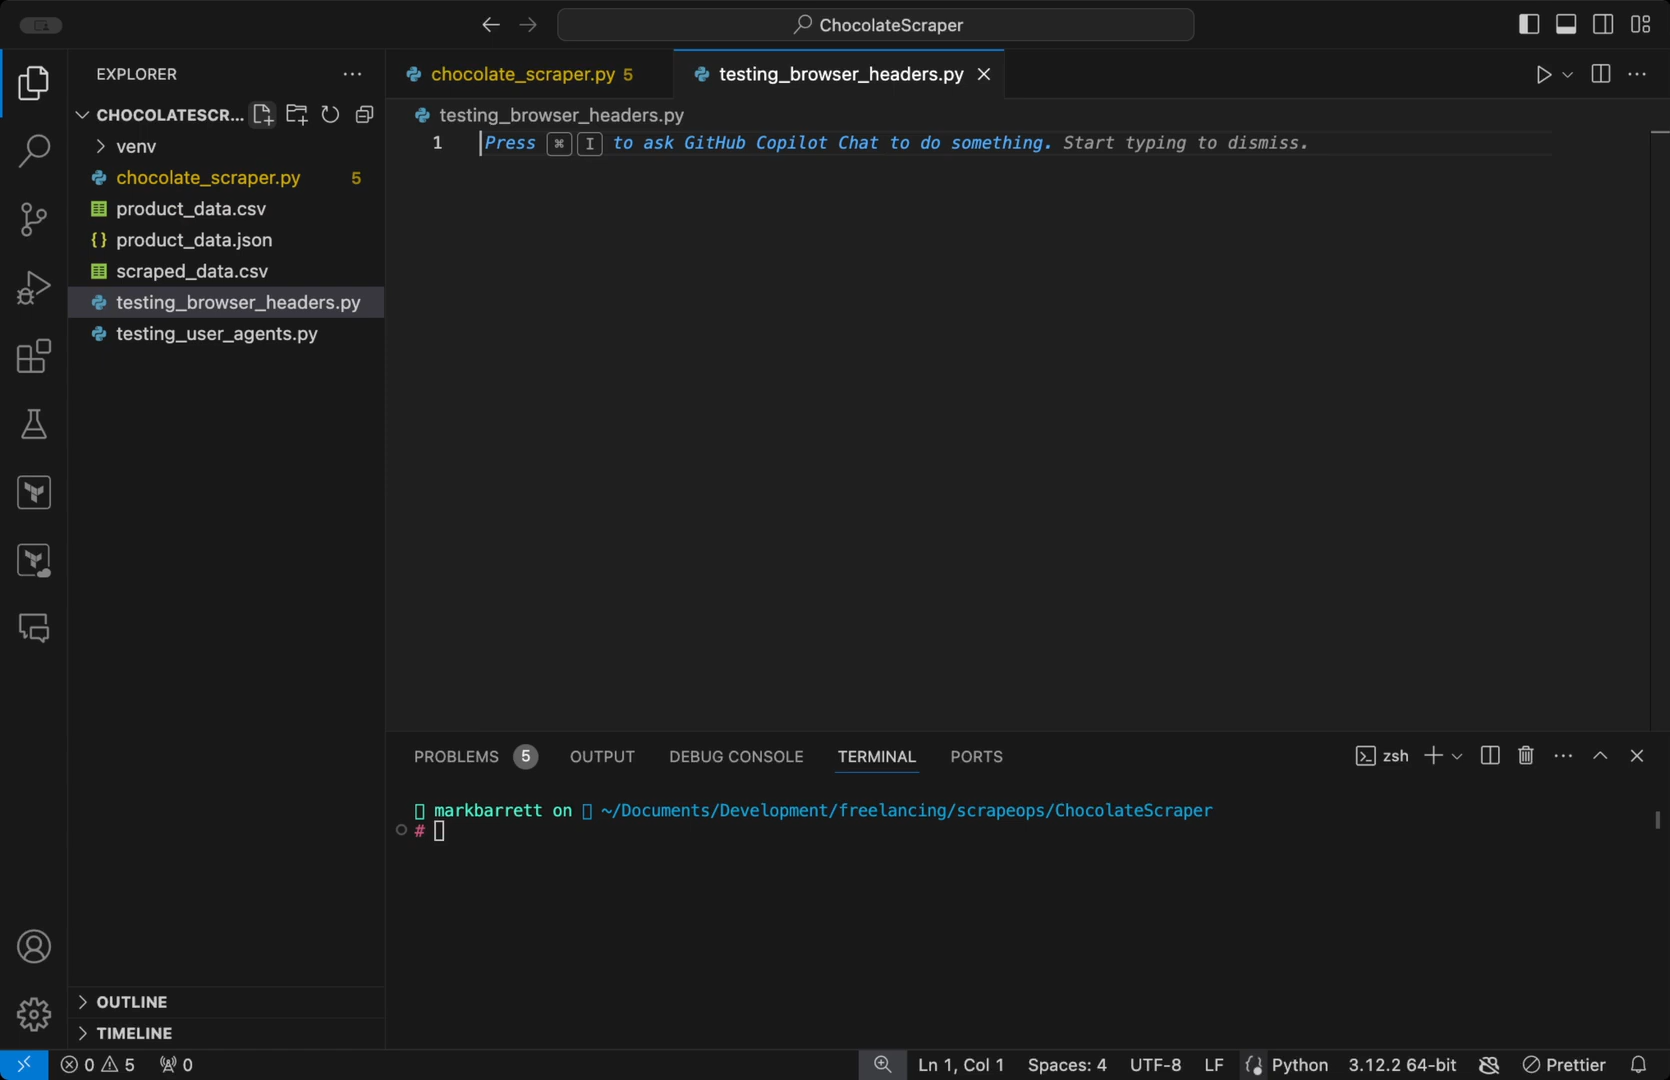 ChocolateScraper
EXPLORER
CHOCOLATESCR...
venv
chocolate_scraper.py 5
product_data.csv
{} product_data.json
scraped_data.csv
testing_browser_headers.py
testing_user_agents.py
OUTLINE
TIMELINE
chocolate_scraper.py 5
testing_browser_headers.py
testing_browser_headers.py
1 Press ⌘ I to ask GitHub Copilot Chat to do something. Start typing to dismiss.
PROBLEMS 5 OUTPUT DEBUG CONSOLE TERMINAL PORTS
zsh
markbarrett on ~/Documents/Development/freelancing/scrapeops/ChocolateScraper
#
0 5 0
Ln 1, Col 1 Spaces: 4 UTF-8 LF Python 3.12.2 64-bit Prettier